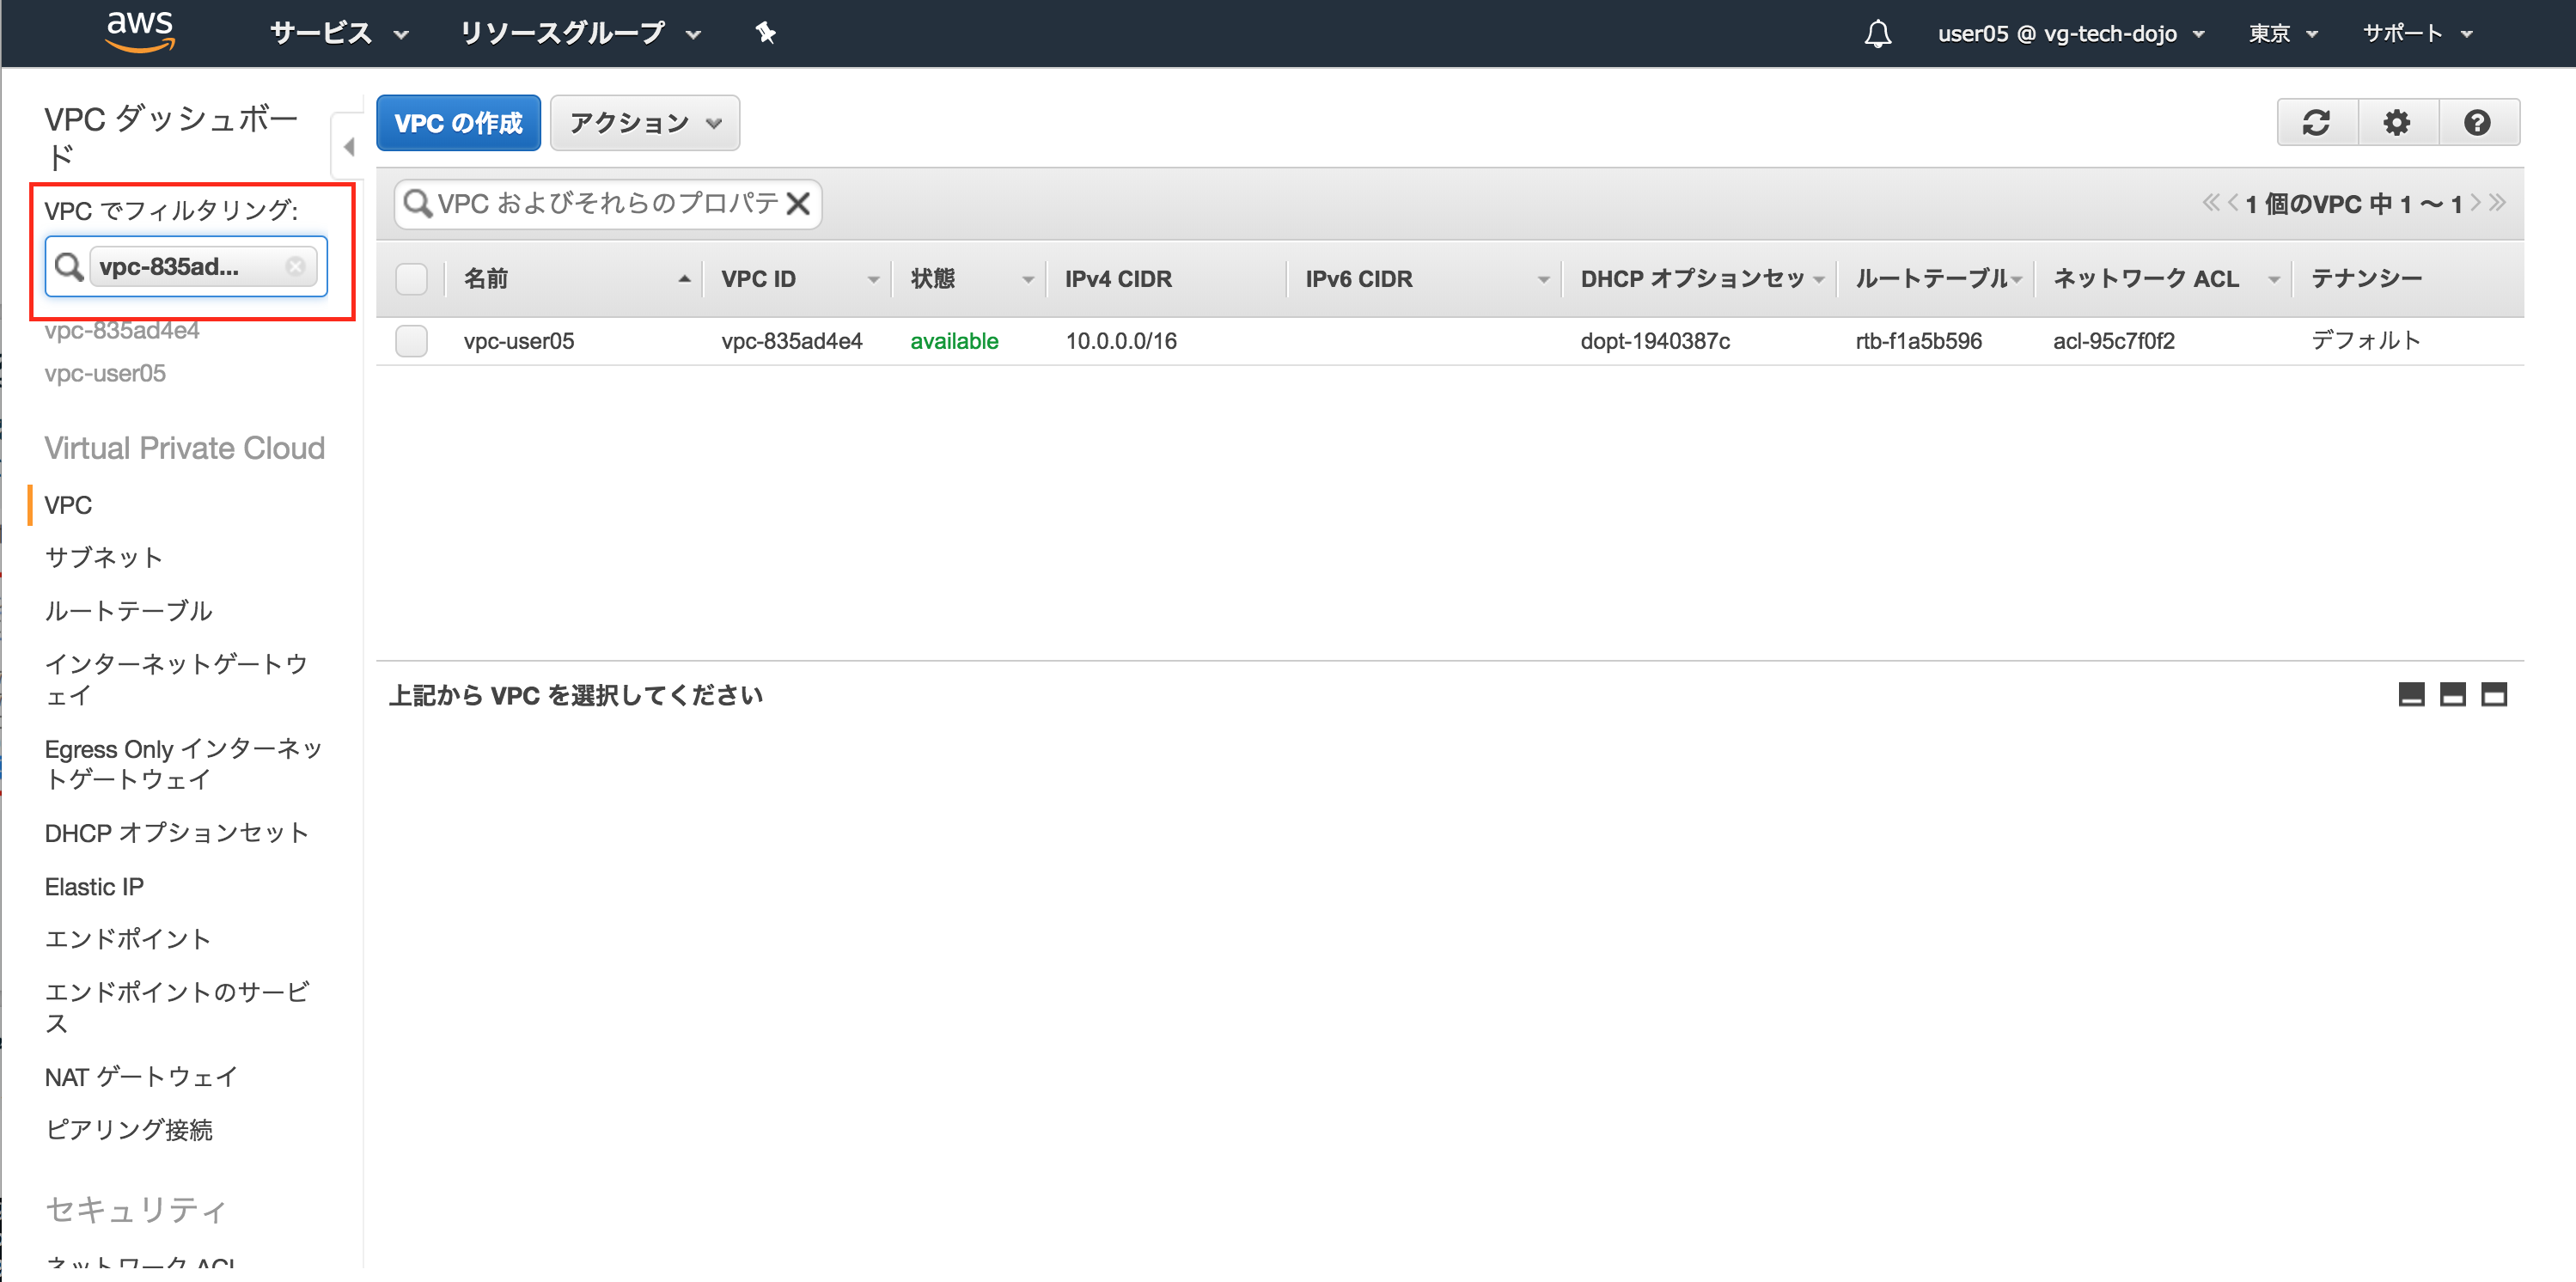 aws サービス リソースグループ user05 @ vg-tech-dojo 東京 サポート
VPC ダッシュボー
ド
VPC でフィルタリング:
vpc-835ad...
vpc-835ad4e4
vpc-user05
Virtual Private Cloud
VPC
サブネット
ルートテーブル
インターネットゲートウ
ェイ
Egress Only インターネッ
トゲートウェイ
DHCP オプションセット
Elastic IP
エンドポイント
エンドポイントのサービ
ス
NAT ゲートウェイ
ピアリング接続
セキュリティ
ネットワーク ACL
VPC の作成 アクション
VPC およびそれらのプロパテ
1 個のVPC 中 1 〜 1
名前 VPC ID 状態 IPv4 CIDR IPv6 CIDR DHCP オプションセッ ルートテーブル ネットワーク ACL テナンシー
vpc-user05 vpc-835ad4e4 available 10.0.0.0/16 dopt-1940387c rtb-f1a5b596 acl-95c7f0f2 デフォルト
上記から VPC を選択してください